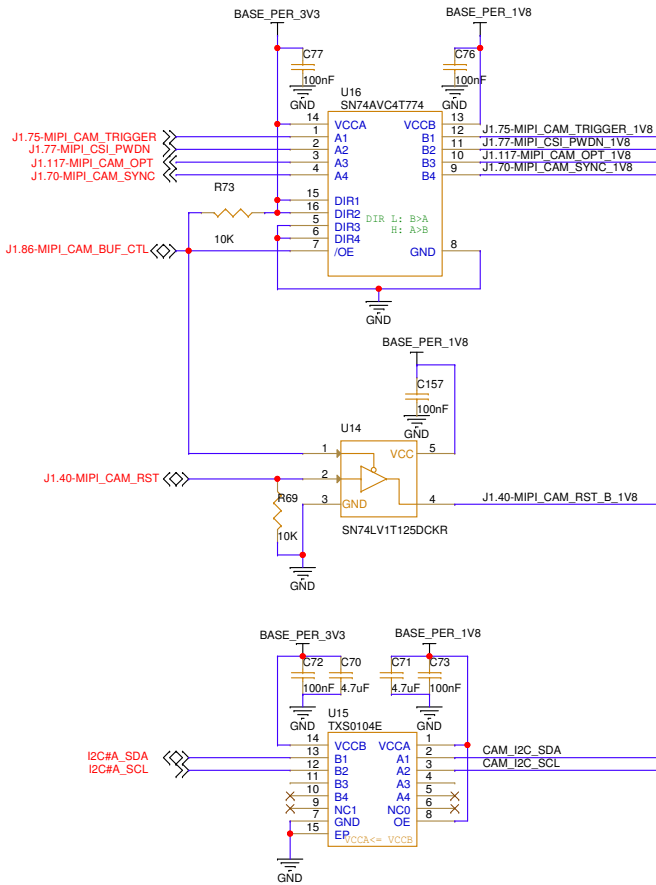 BASE_PER_3V3
BASE_PER_1V8
C77
100nF
GND
C76
100nF
GND
U16
SN74AVC4T774
J1.75-MIPI_CAM_TRIGGER
J1.77-MIPI_CSI_PWDN
J1.117-MIPI_CAM_OPT
J1.70-MIPI_CAM_SYNC
14 VCCA
1 A1
2 A2
3 A3
4 A4
15 DIR1
16 DIR2
5 DIR3
6 DIR4
7 /OE
VCCB 13
B1 12
B2 11
B3 10
B4 9
GND 8
DIR L: B>A
H: A>B
J1.75-MIPI_CAM_TRIGGER_1V8
J1.77-MIPI_CSI_PWDN_1V8
J1.117-MIPI_CAM_OPT_1V8
J1.70-MIPI_CAM_SYNC_1V8
R73
10K
J1.86-MIPI_CAM_BUF_CTL
GND
BASE_PER_1V8
C157
100nF
GND
U14
1
2
3 GND
VCC 5
4
SN74LV1T125DCKR
J1.40-MIPI_CAM_RST
R69
10K
GND
J1.40-MIPI_CAM_RST_B_1V8
BASE_PER_3V3
BASE_PER_1V8
C72
100nF
C70
4.7uF
GND
C71
4.7uF
C73
100nF
GND
U15
TXS0104E
I2C#A_SDA
I2C#A_SCL
14 VCCB
13 B1
12 B2
11 B3
10 B4
9 NC1
7 GND
15 EP
VCCA 1
A1 2
A2 3
A3 4
A4 5
NC0 6
OE 8
VCCA<= VCCB
CAM_I2C_SDA
CAM_I2C_SCL
GND